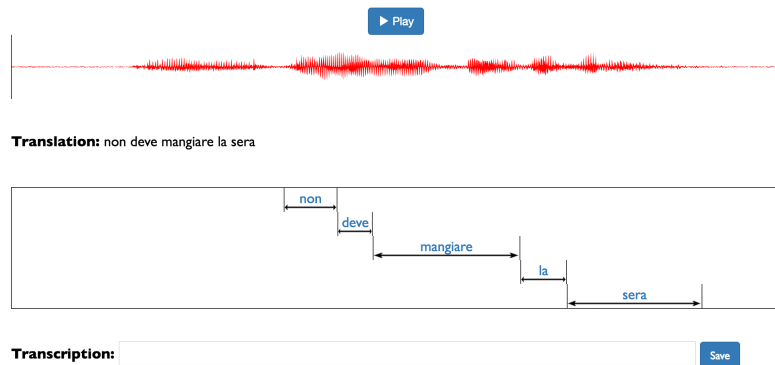 Play
Translation: non deve mangiare la sera
non
deve
mangiare
la
sera
Transcription:
Save